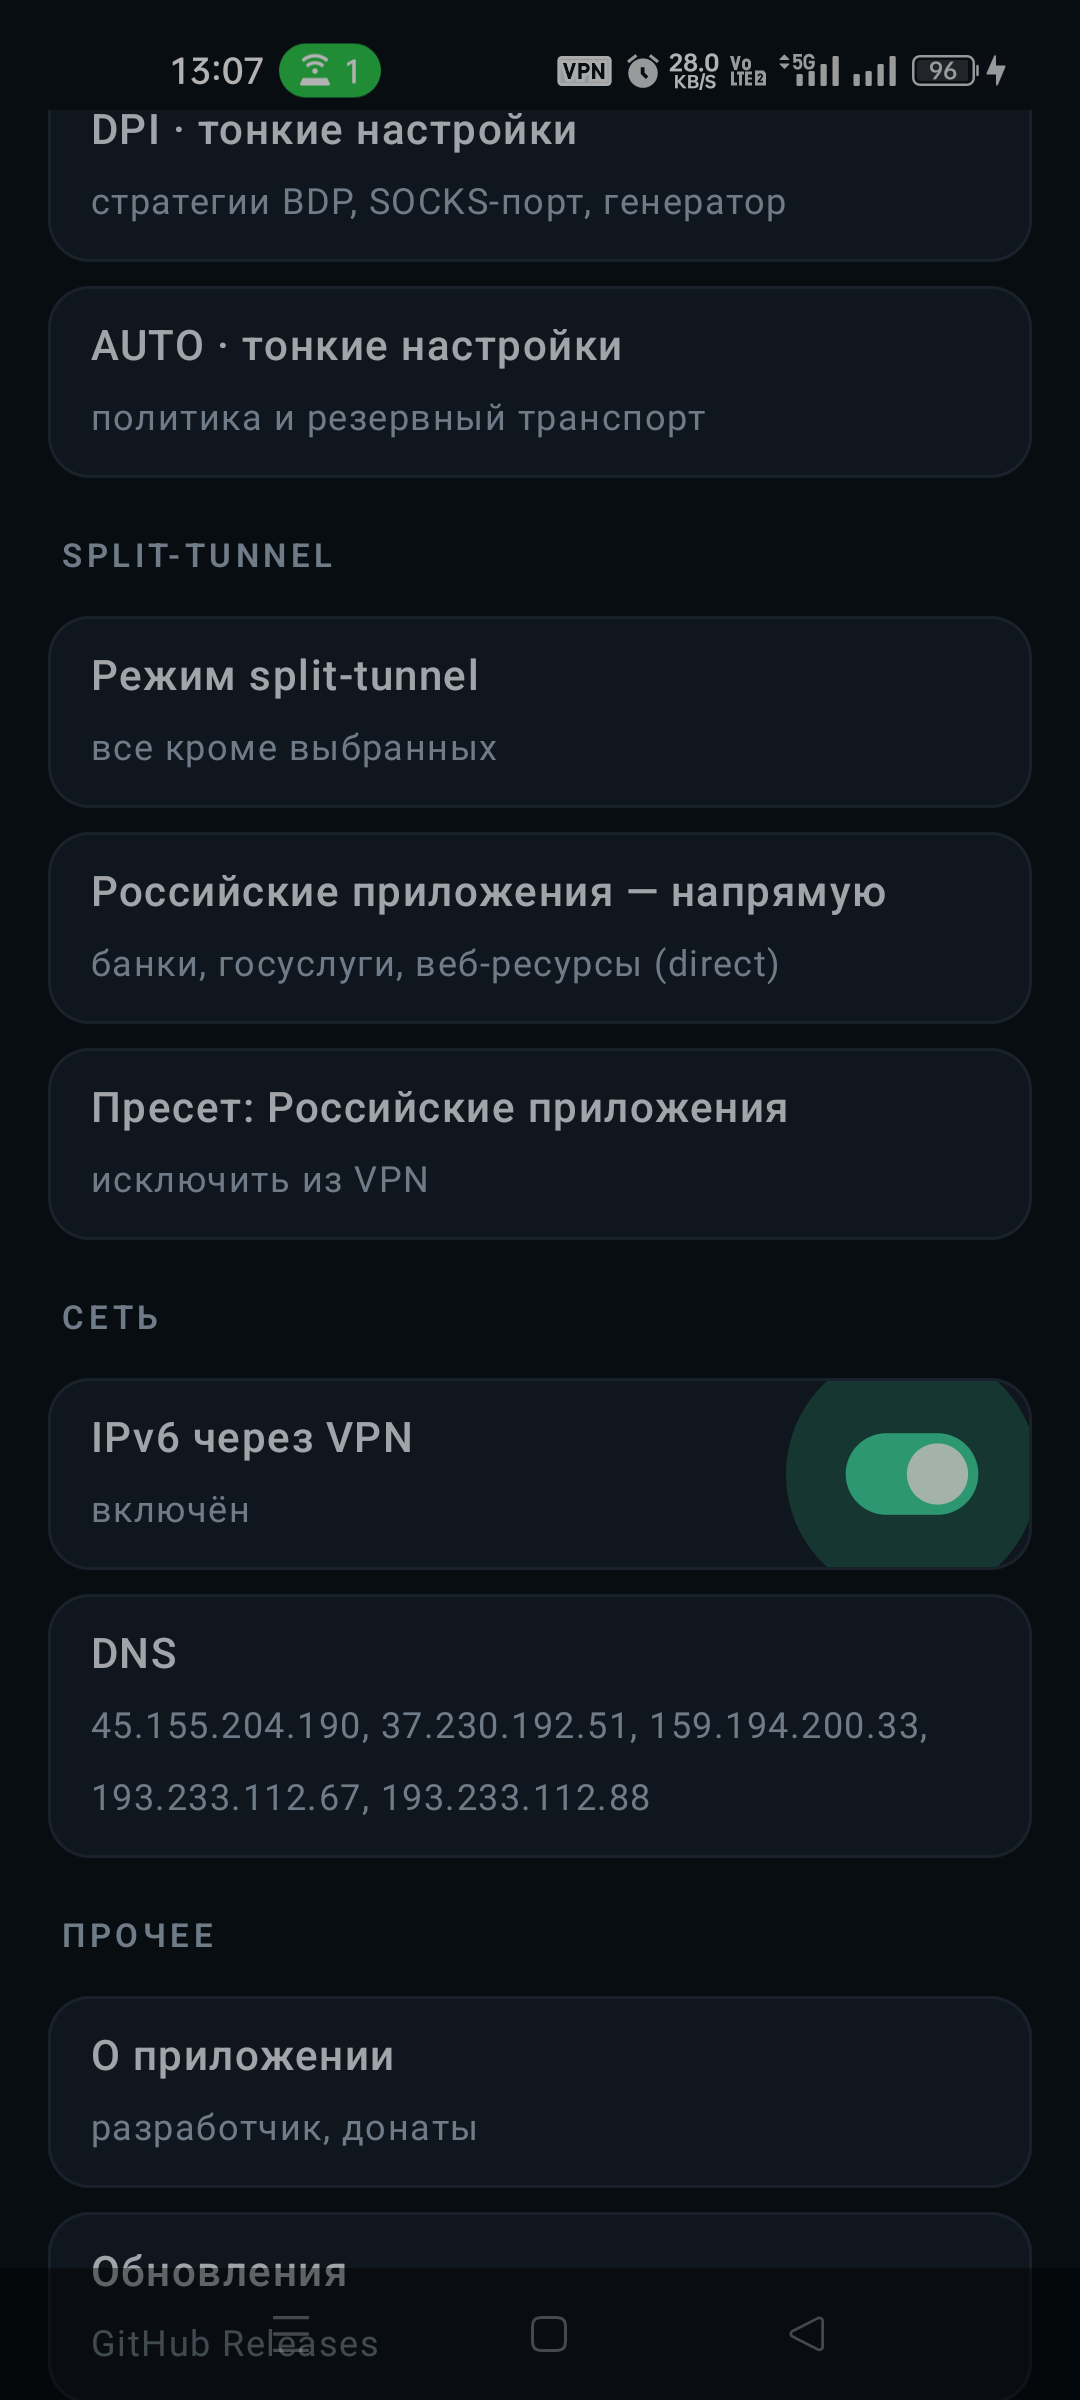 13:07
1
VPN
28.0
KB/S
Vo
LTE 2
5G
96
DPI · тонкие настройки
стратегии BDP, SOCKS-порт, генератор
AUTO · тонкие настройки
политика и резервный транспорт
SPLIT-TUNNEL
Режим split-tunnel
все кроме выбранных
Российские приложения — напрямую
банки, госуслуги, веб-ресурсы (direct)
Пресет: Российские приложения
исключить из VPN
СЕТЬ
IPv6 через VPN
включён
DNS
45.155.204.190, 37.230.192.51, 159.194.200.33,
193.233.112.67, 193.233.112.88
ПРОЧЕЕ
О приложении
разработчик, донаты
Обновления
GitHub Releases